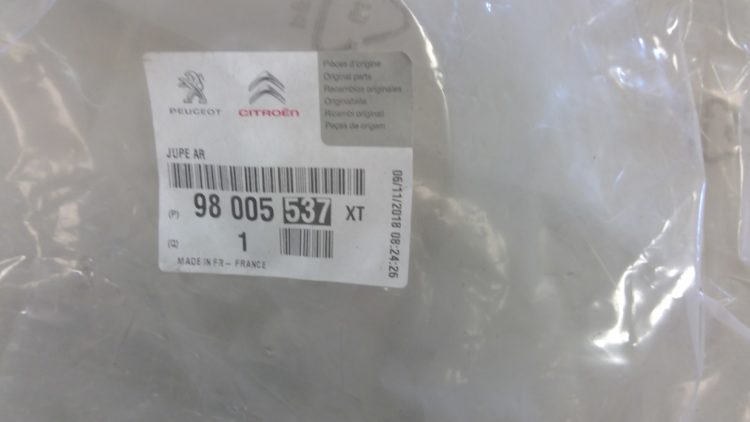 PEUGEOT
CITROËN
Pièces d'origine
Original parts
Recambios originales
Originalteile
Ricambi originali
Peças de origem
JUPE AR
(P) 98 005 537 XT
(Q) 1
MADE IN FR - FRANCE
06/11/2018 08:24:26